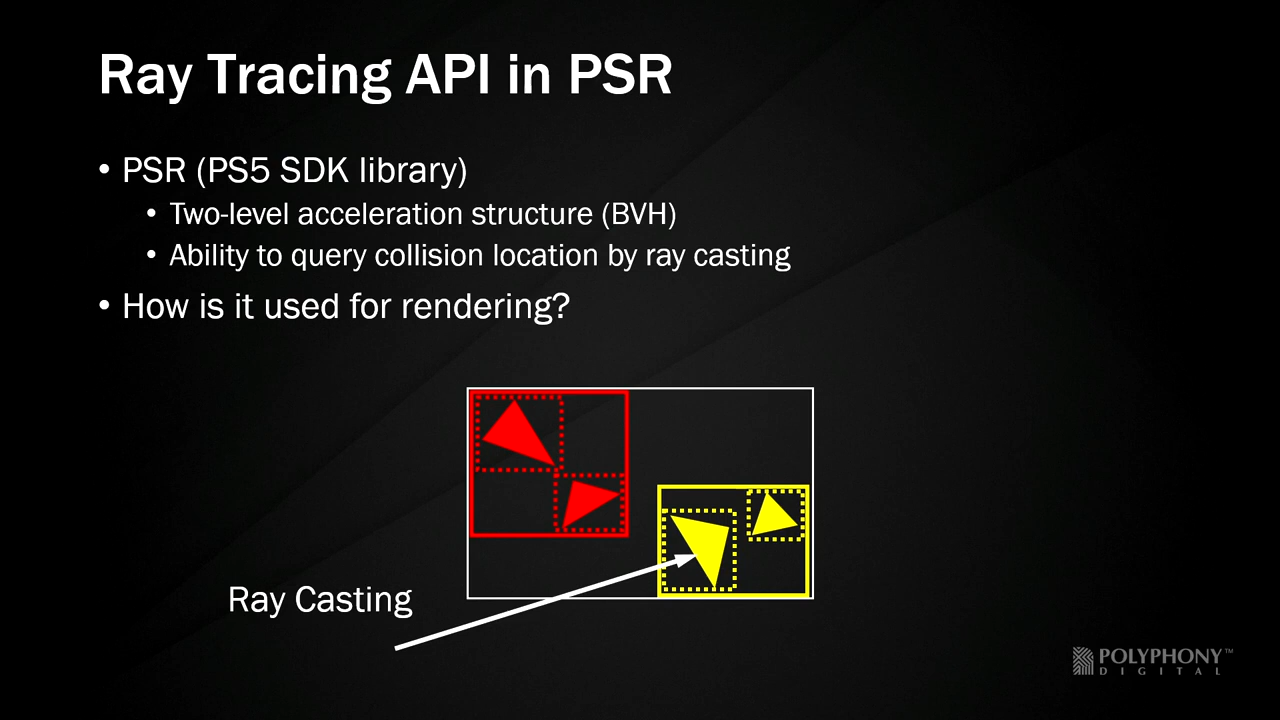 Ray Tracing API in PSR
• PSR (PS5 SDK library)
• Two-level acceleration structure (BVH)
• Ability to query collision location by ray casting
• How is it used for rendering?
Ray Casting
POLYPHONY™
DIGITAL